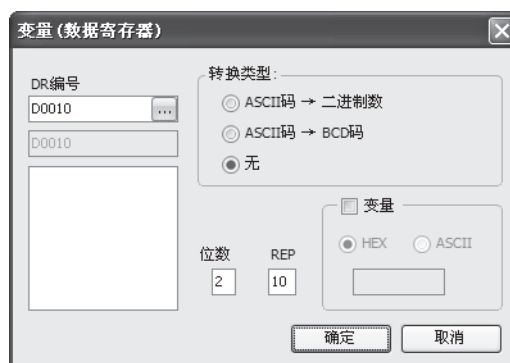 变量(数据寄存器)
DR编号
D0010 ...
D0010
转换类型:
ASCII码 → 二进制数
ASCII码 → BCD码
无
变量
HEX ASCII
位数 REP
2 10
确定 取消